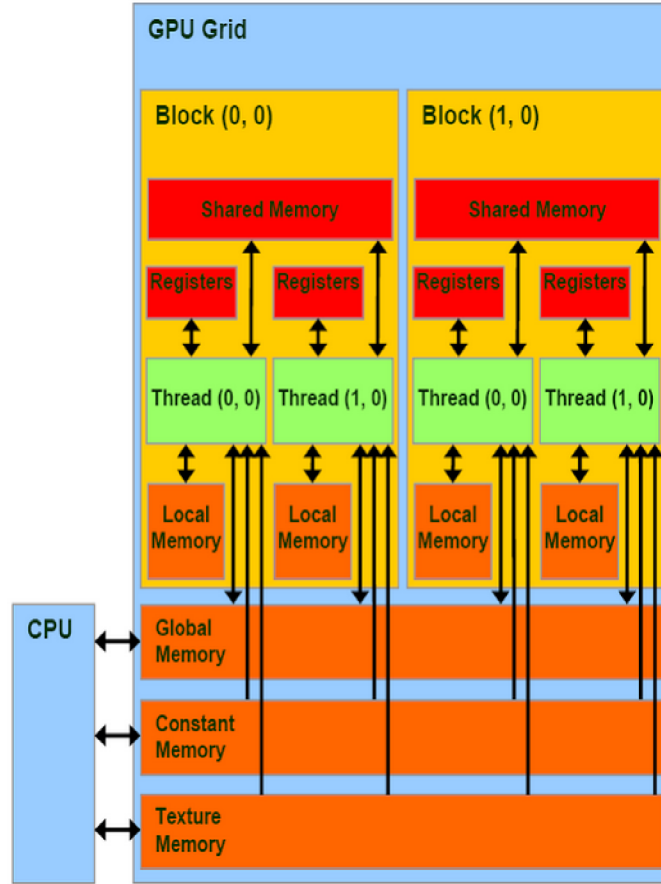 GPU Grid
Block (0, 0)
Block (1, 0)
Shared Memory
Shared Memory
Registers
Registers
Registers
Registers
Thread (0, 0)
Thread (1, 0)
Thread (0, 0)
Thread (1, 0)
Local
Memory
Local
Memory
Local
Memory
Local
Memory
CPU
Global
Memory
Constant
Memory
Texture
Memory